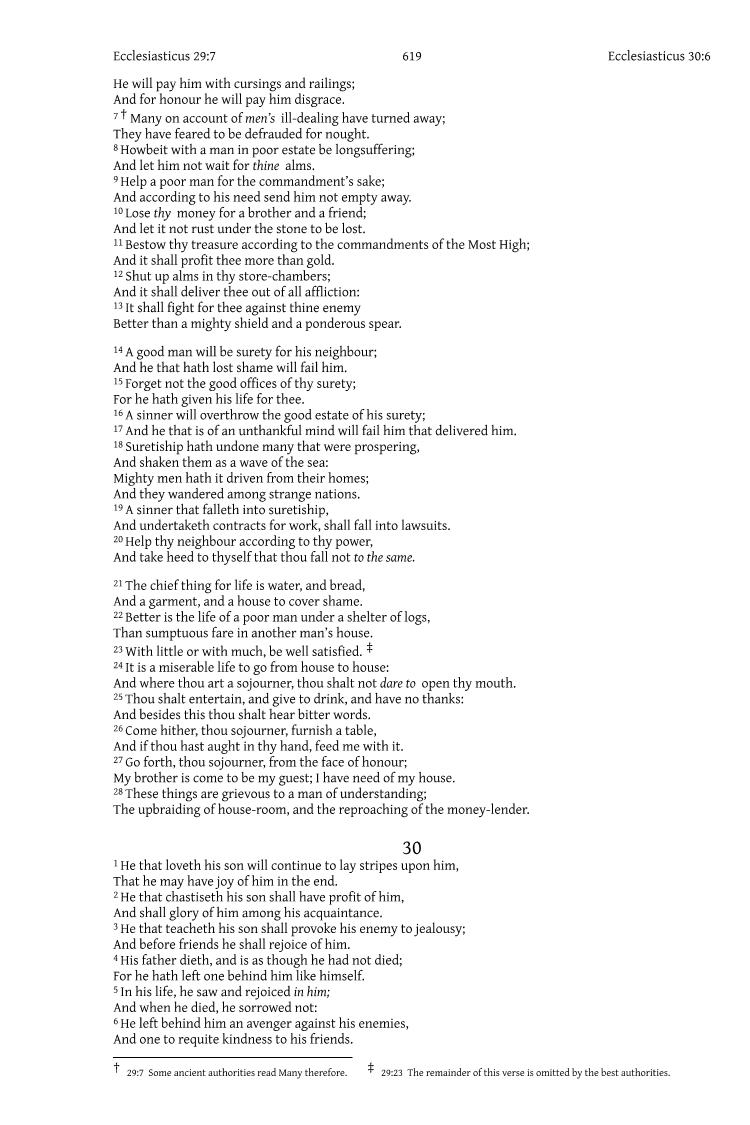 Ecclesiasticus 29:7 619 Ecclesiasticus 30:6
He will pay him with cursings and railings;
And for honour he will pay him disgrace.
7 † Many on account of men's ill-dealing have turned away;
They have feared to be defrauded for nought.
8 Howbeit with a man in poor estate be longsuffering;
And let him not wait for thine alms.
9 Help a poor man for the commandment's sake;
And according to his need send him not empty away.
10 Lose thy money for a brother and a friend;
And let it not rust under the stone to be lost.
11 Bestow thy treasure according to the commandments of the Most High;
And it shall profit thee more than gold.
12 Shut up alms in thy store-chambers;
And it shall deliver thee out of all affliction:
13 It shall fight for thee against thine enemy
Better than a mighty shield and a ponderous spear.
14 A good man will be surety for his neighbour;
And he that hath lost shame will fail him.
15 Forget not the good offices of thy surety;
For he hath given his life for thee.
16 A sinner will overthrow the good estate of his surety;
17 And he that is of an unthankful mind will fail him that delivered him.
18 Suretiship hath undone many that were prospering,
And shaken them as a wave of the sea:
Mighty men hath it driven from their homes;
And they wandered among strange nations.
19 A sinner that falleth into suretiship,
And undertaketh contracts for work, shall fall into lawsuits.
20 Help thy neighbour according to thy power,
And take heed to thyself that thou fall not to the same.
21 The chief thing for life is water, and bread,
And a garment, and a house to cover shame.
22 Better is the life of a poor man under a shelter of logs,
Than sumptuous fare in another man's house.
23 With little or with much, be well satisfied. ‡
24 It is a miserable life to go from house to house:
And where thou art a sojourner, thou shalt not dare to open thy mouth.
25 Thou shalt entertain, and give to drink, and have no thanks:
And besides this thou shalt hear bitter words.
26 Come hither, thou sojourner, furnish a table,
And if thou hast aught in thy hand, feed me with it.
27 Go forth, thou sojourner, from the face of honour;
My brother is come to be my guest; I have need of my house.
28 These things are grievous to a man of understanding;
The upbraiding of house-room, and the reproaching of the money-lender.
30
1 He that loveth his son will continue to lay stripes upon him,
That he may have joy of him in the end.
2 He that chastiseth his son shall have profit of him,
And shall glory of him among his acquaintance.
3 He that teacheth his son shall provoke his enemy to jealousy;
And before friends he shall rejoice of him.
4 His father dieth, and is as though he had not died;
For he hath left one behind him like himself.
5 In his life, he saw and rejoiced in him;
And when he died, he sorrowed not:
6 He left behind him an avenger against his enemies,
And one to requite kindness to his friends.
† 29:7 Some ancient authorities read Many therefore. ‡ 29:23 The remainder of this verse is omitted by the best authorities.